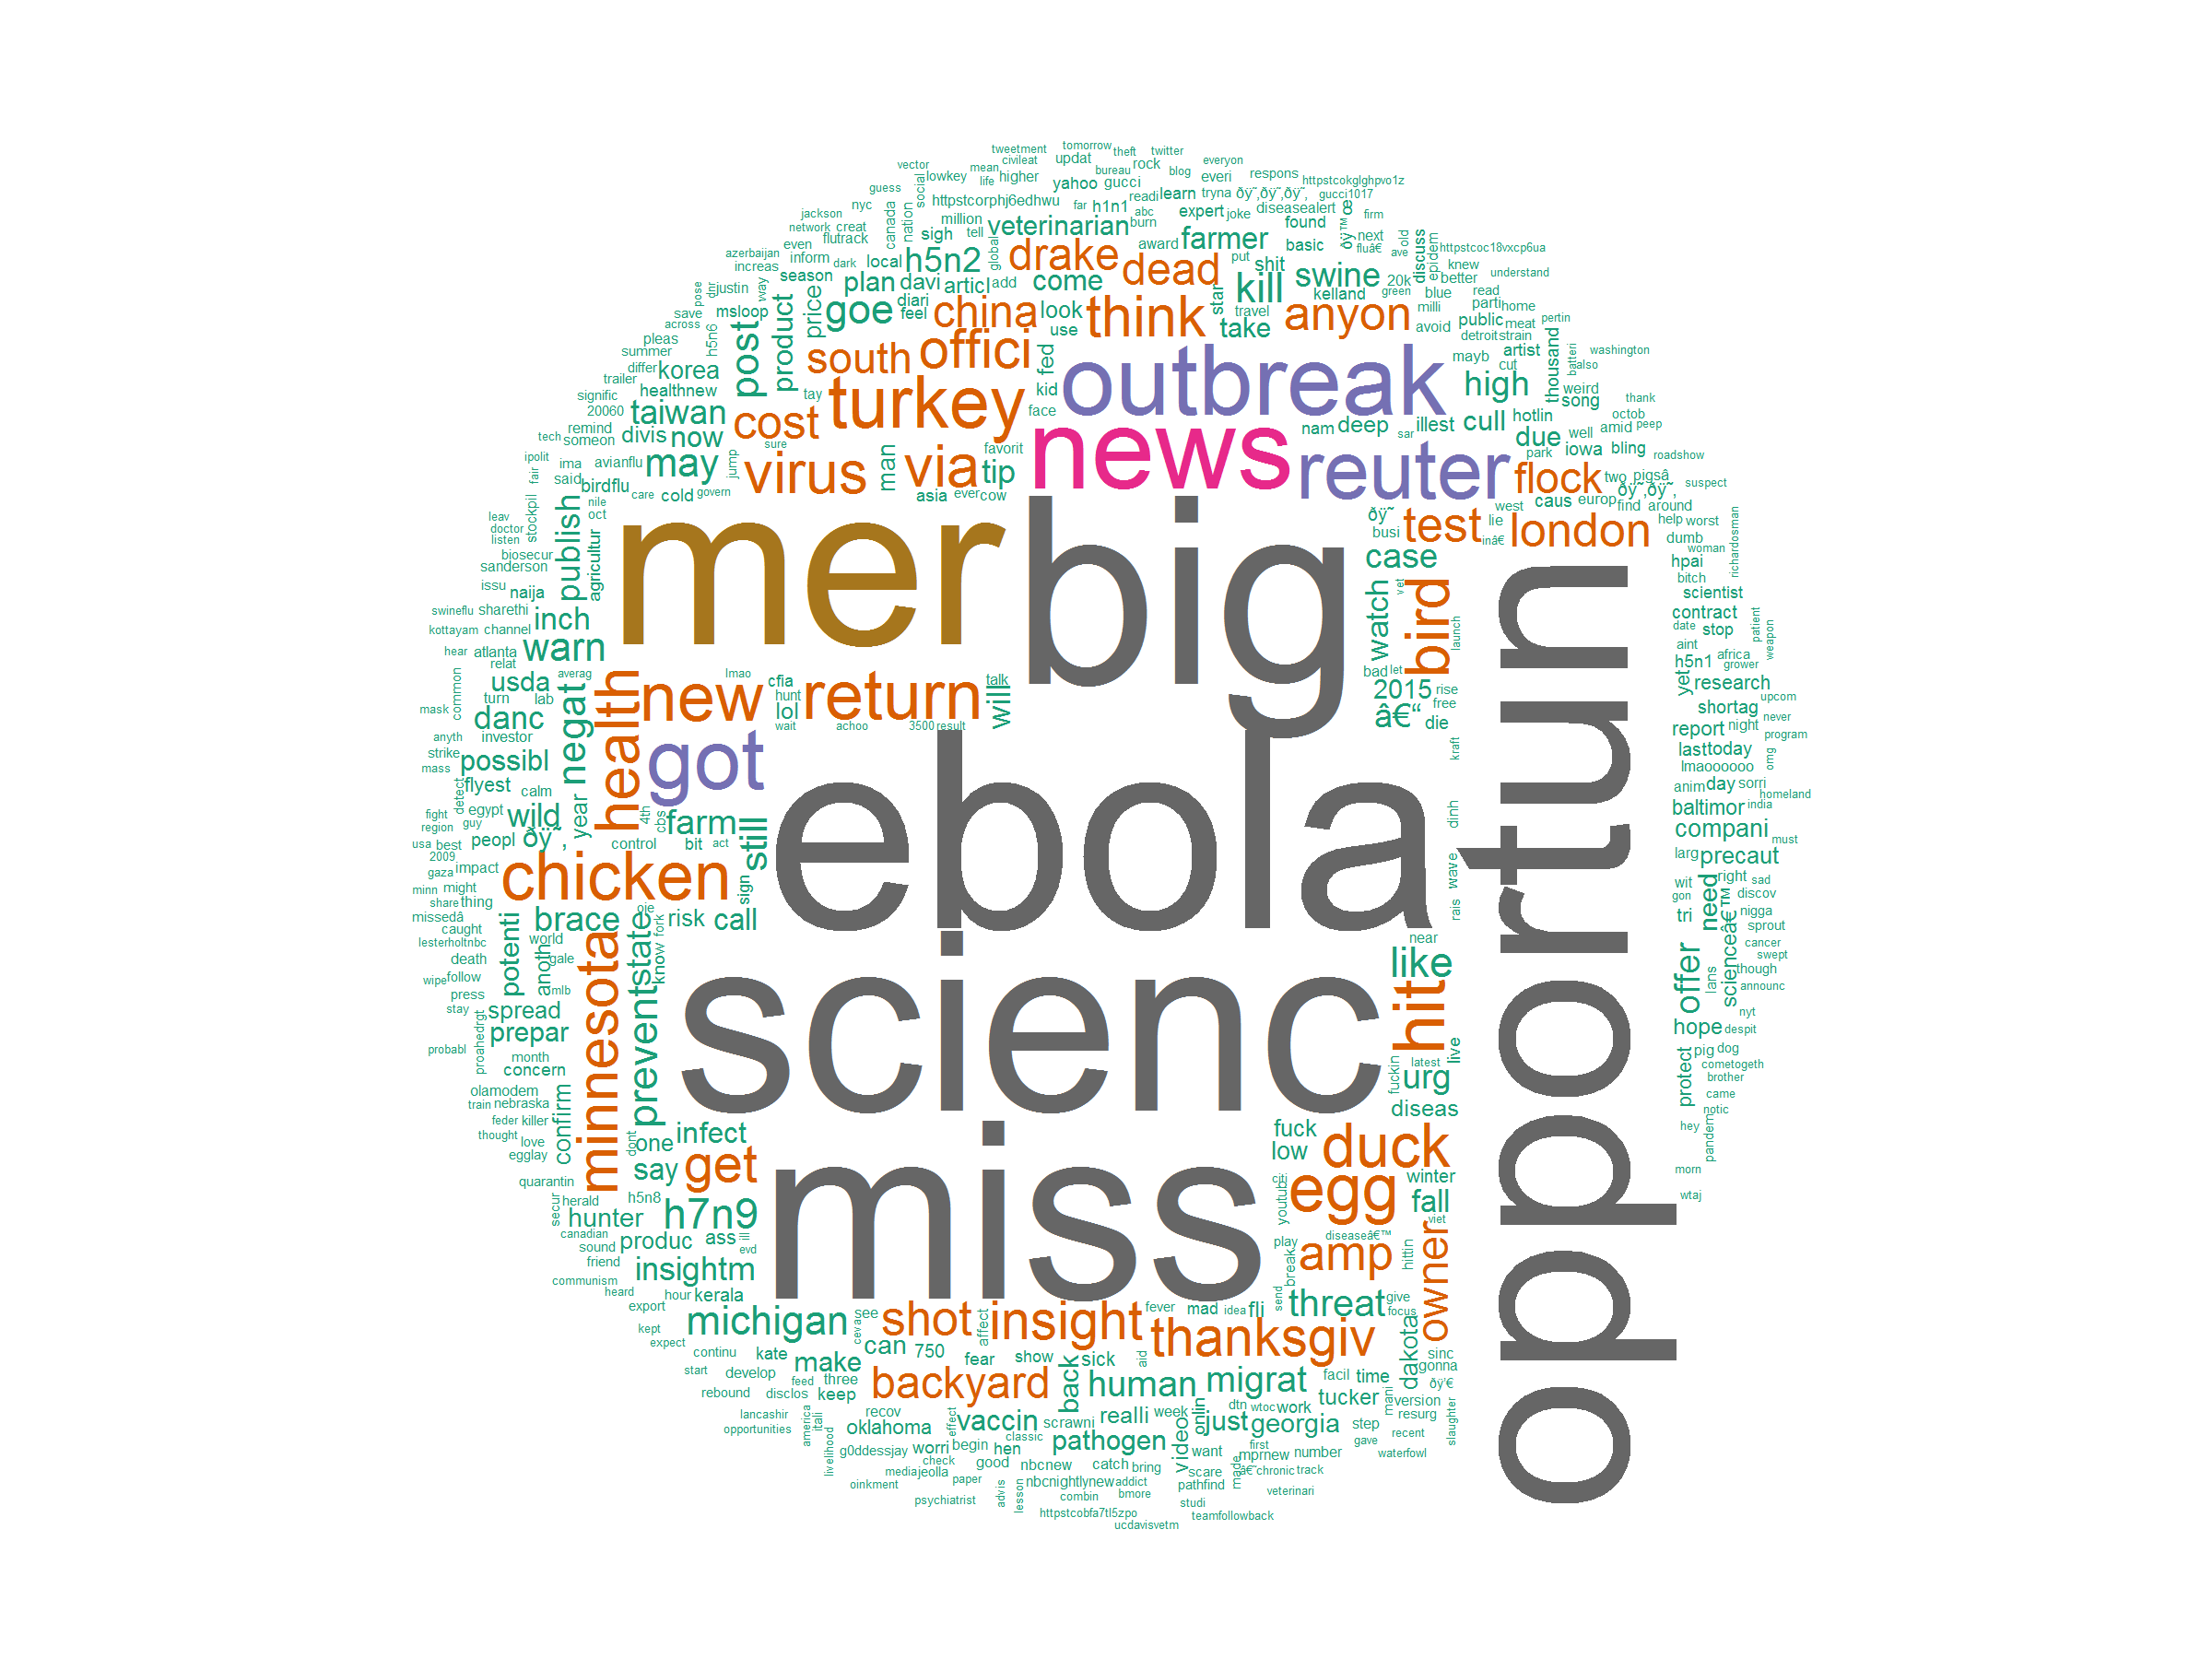 tweetment tomorrow theft twitter
vector civileat updat bureau blog everyon
mean rock
guess lowkey life higher yahoo gucci everi respons httpstcokglghpvo1z
social readi learn tryna gucci1017
nyc httpstcorphj6edhwu far h1n1 abc expert joke diseasealert firm
jackson canada nation million veterinarian burn found
network creat sigh tell award farmer basic next old
flutrack even global drake put discuss httpstcoc18vxcp6ua
azerbaijan inform dark local h5n2 dead shit swine ave epidem knew understand
increas season plan davi articl add come kill kelland 20k better
pose dnr justin way price diari look star green blue read
save msloop product goe feel china think travel anyon milli parti home
across use take avoid public meat pertin
pleas h5n6 post south offici fed detroit strain
summer outbreak mayb artist washington
differ korea turkey kid high cut thousand batteri also
trailer healthnew tay weird thank
signific taiwan cost face song
20060 divis now sure news nam deep sar illest cull hotlin octob
remind someon favorit due well amid peep
tech ima avianflu may jump virus via man tip reuter park iowa bling roadshow
ipolit fair said birdflu govern flock two pigsâ suspect
stockpil nile care cold asia ever cow caus europ find around
leav oct mer big busi test west lie london help worst
doctor listen publish case inâ€ dumb woman richardosman
biosecur agricultur hpai
sanderson watch vet bird bitch
issu naija scientist
swineflu sharethi inch launch contract patient weapon
kottayam channel warn date stop
hear atlanta opportun aint africa
relat lmao cfia talk bad let h5n1 grower
common usda averag health new hunt return will 2015 rise yet research upcom
mask turn lab negat lol free shortag never
danc wait achoo 3500 result â€“ die report night program
anyth investor got last today omg
strike possibl kraft lmaoooooo
mass flyest ebola anim day sorri
detect calm homeland
fight egypt wild year 4th cbs farm still dinh baltimor india
region guy compani
usa best peopl control bit act must
2009 impact chicken wave larg precaut
gaza might sign rais wit right sad
minn share thing gon need discov
missedâ brace oje risk call tri nigga
caught potenti scienceâ€™ sprout
lesterholtnbc world state know fork near cancer
death anoth gale minnesota like offer lans swept
wipe follow mlb scienc hit though
press announc
stay spread prevent nyt
prepar hope despit
probabl proahedrgt month latest live protect pig dog
concern fuckin urg cometogeth
olamodem confirm brother
train nebraska diseas came
feder killer notic
thought love dont one infect fuck duck hey pandem
egglay say get miss low morn
quarantin citi egg winter
secur herald h5n8 youtub fall wtaj
hunter h7n9 viet
canadian ass ill diseaseâ€™
sound produc evd play amp owner hittin
friend insightm break
communism heard hour kerala send threat give
export ceva see shot affect insight fever mad idea flj focus
kept michigan thanksgiv dakota
expect continu kate can 750 fear show aid sick sinc
start develop make back gonna
feed three backyard human migrat facil time
rebound disclos keep tucker mani version
lancashir america itali recov effect scrawni realli week onlin dtn wtoc work resurg slaughter
opportunities oklahoma vaccin classic just georgia step recent
livelihood g0ddessjay worri begin hen pathogen video want first gave waterfowl
check good nbcnew catch bring mprnew number
media jeolla made scare chronic track
oinkment paper nbcnightlynew addict pathfind
psychiatrist advis lesson combin bmore studi veterinari
httpstcobfa7tl5zpo teamfollowback
ucdavisvetm